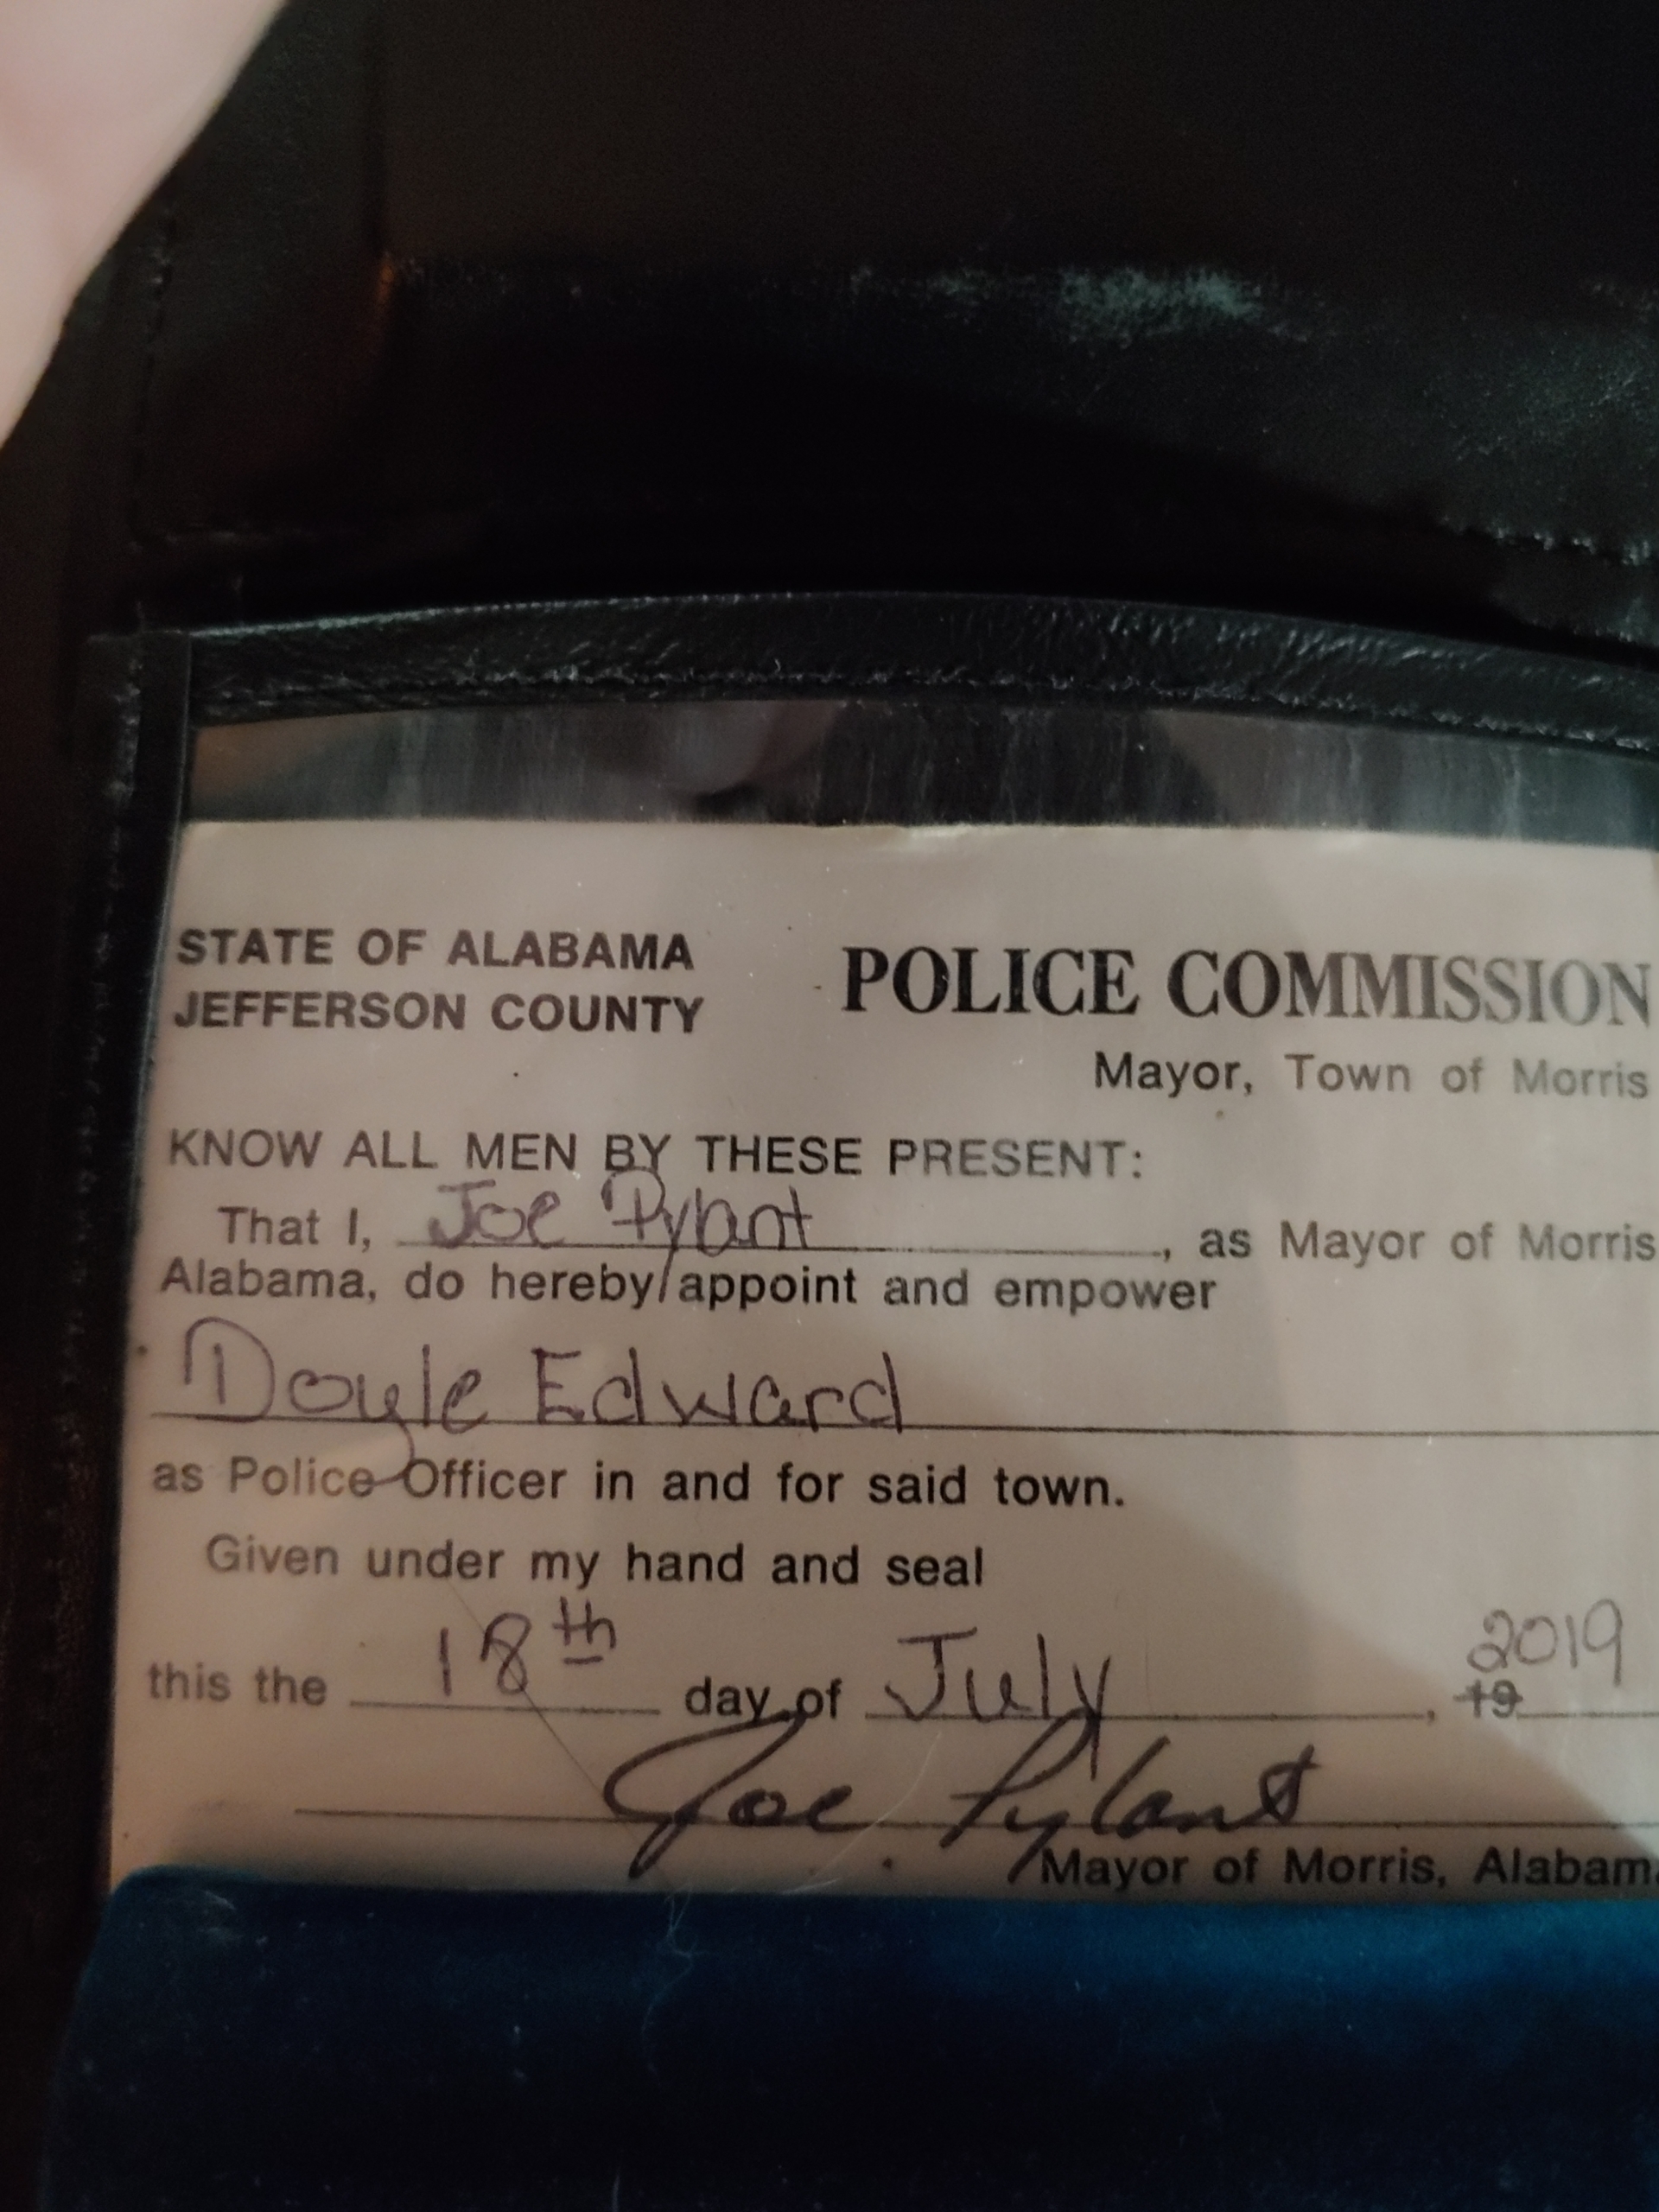 STATE OF ALABAMA
JEFFERSON COUNTY
POLICE COMMISSION
Mayor, Town of Morris
KNOW ALL MEN BY THESE PRESENT:
That I, Joe Pylant, as Mayor of Morris
Alabama, do hereby appoint and empower
Doyle Edward
as Police Officer in and for said town.
Given under my hand and seal
this the 18th day of July, 19 2019
Joe Pylant
Mayor of Morris, Alabama